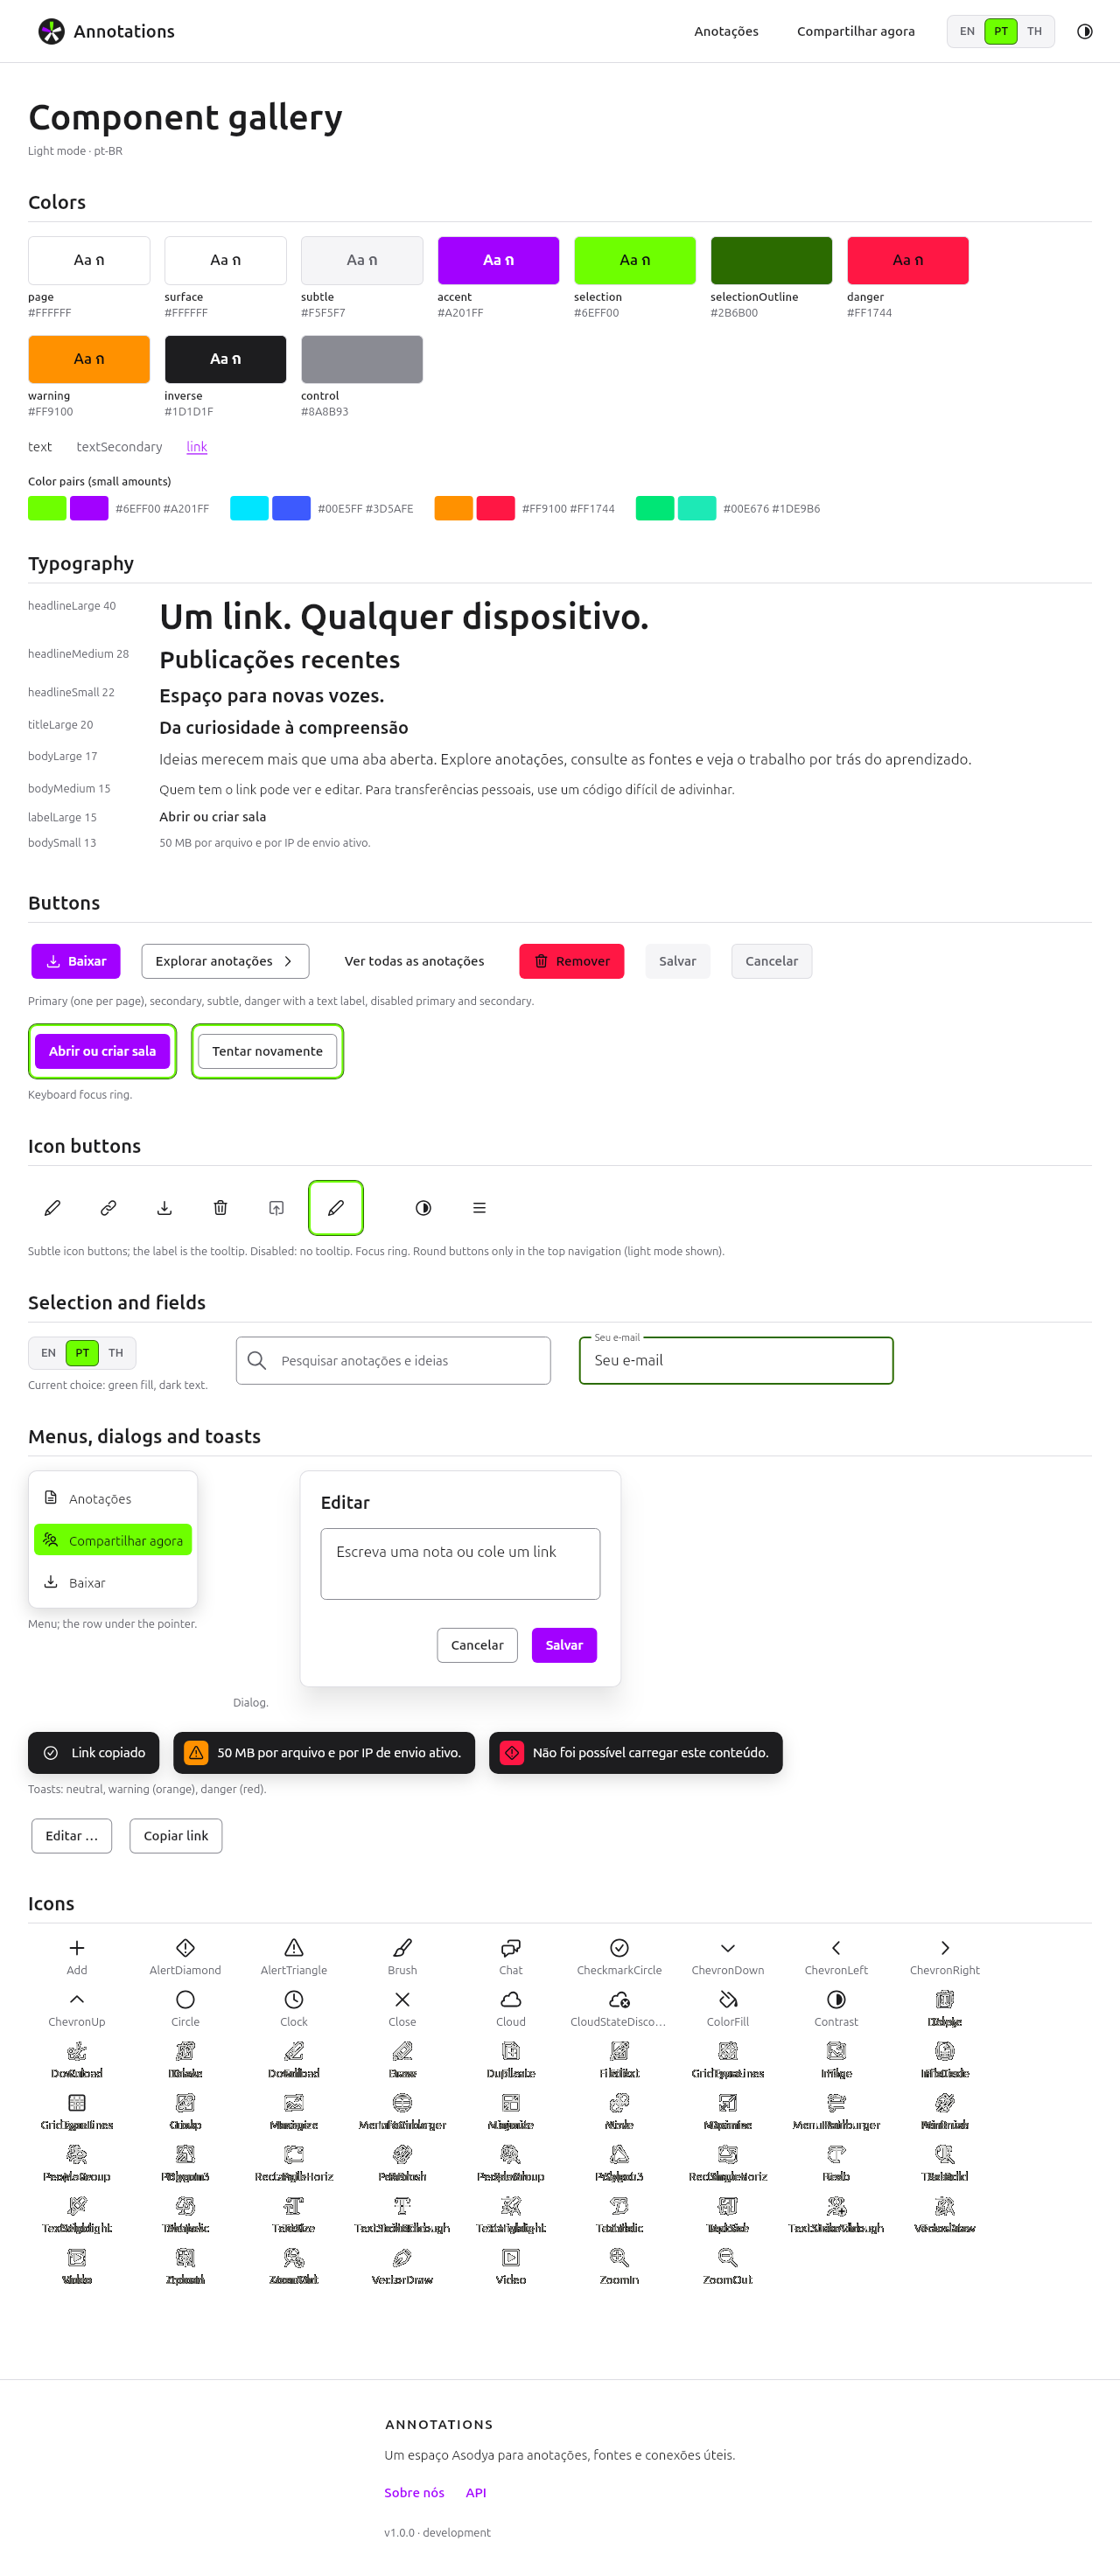 Annotations
Anotações
Compartilhar agora
EN PT TH
Component gallery
Light mode · pt-BR
Colors
Aa ก Aa ก Aa ก Aa ก Aa ก Aa ก
page surface subtle accent selection selectionOutline danger
#FFFFFF #FFFFFF #F5F5F7 #A201FF #6EFF00 #2B6B00 #FF1744
Aa ก Aa ก
warning inverse control
#FF9100 #1D1D1F #8A8B93
text textSecondary link
Color pairs (small amounts)
#6EFF00 #A201FF #00E5FF #3D5AFE #FF9100 #FF1744 #00E676 #1DE9B6
Typography
headlineLarge 40 Um link. Qualquer dispositivo.
headlineMedium 28 Publicações recentes
headlineSmall 22 Espaço para novas vozes.
titleLarge 20 Da curiosidade à compreensão
bodyLarge 17 Ideias merecem mais que uma aba aberta. Explore anotações, consulte as fontes e veja o trabalho por trás do aprendizado.
bodyMedium 15 Quem tem o link pode ver e editar. Para transferências pessoais, use um código difícil de adivinhar.
labelLarge 15 Abrir ou criar sala
bodySmall 13 50 MB por arquivo e por IP de envio ativo.
Buttons
Baixar Explorar anotações Ver todas as anotações Remover Salvar Cancelar
Primary (one per page), secondary, subtle, danger with a text label, disabled primary and secondary.
Abrir ou criar sala Tentar novamente
Keyboard focus ring.
Icon buttons
Subtle icon buttons; the label is the tooltip. Disabled: no tooltip. Focus ring. Round buttons only in the top navigation (light mode shown).
Selection and fields
EN PT TH
Pesquisar anotações e ideias
Seu e-mail
Seu e-mail
Current choice: green fill, dark text.
Menus, dialogs and toasts
Anotações
Compartilhar agora
Baixar
Menu; the row under the pointer.
Editar
Escreva uma nota ou cole um link
Cancelar Salvar
Dialog.
Link copiado 50 MB por arquivo e por IP de envio ativo. Não foi possível carregar este conteúdo.
Toasts: neutral, warning (orange), danger (red).
Editar … Copiar link
Icons
Add AlertDiamond AlertTriangle Brush Chat CheckmarkCircle ChevronDown ChevronLeft ChevronRight
ChevronUp Circle Clock Close Cloud CloudStateDisco… ColorFill Contrast
VectorDraw Video ZoomIn ZoomOut
ANNOTATIONS
Um espaço Asodya para anotações, fontes e conexões úteis.
Sobre nós API
v1.0.0 · development